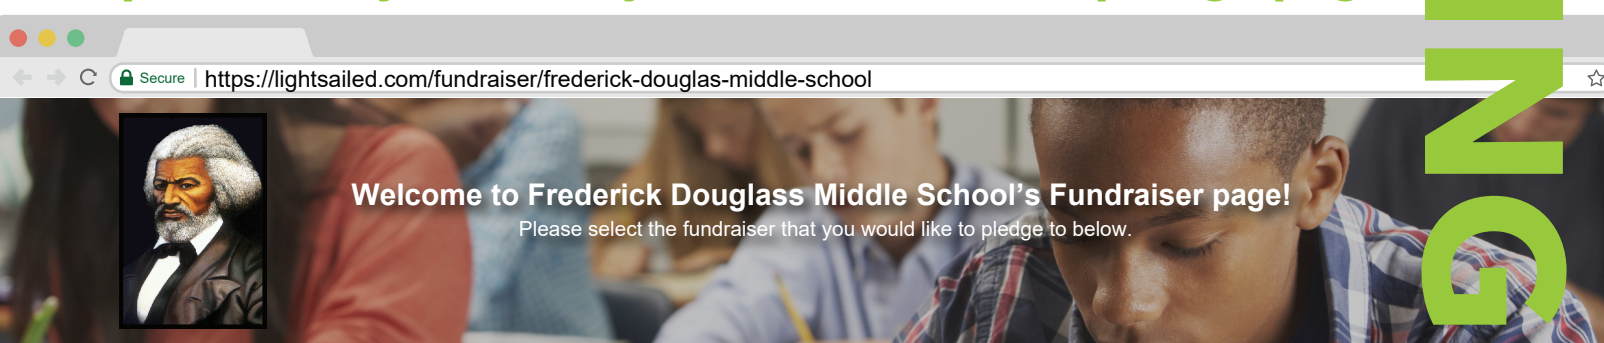 Secure https://lightsailed.com/fundraiser/frederick-douglas-middle-school
Welcome to Frederick Douglass Middle School’s Fundraiser page!
Please select the fundraiser that you would like to pledge to below.
NG